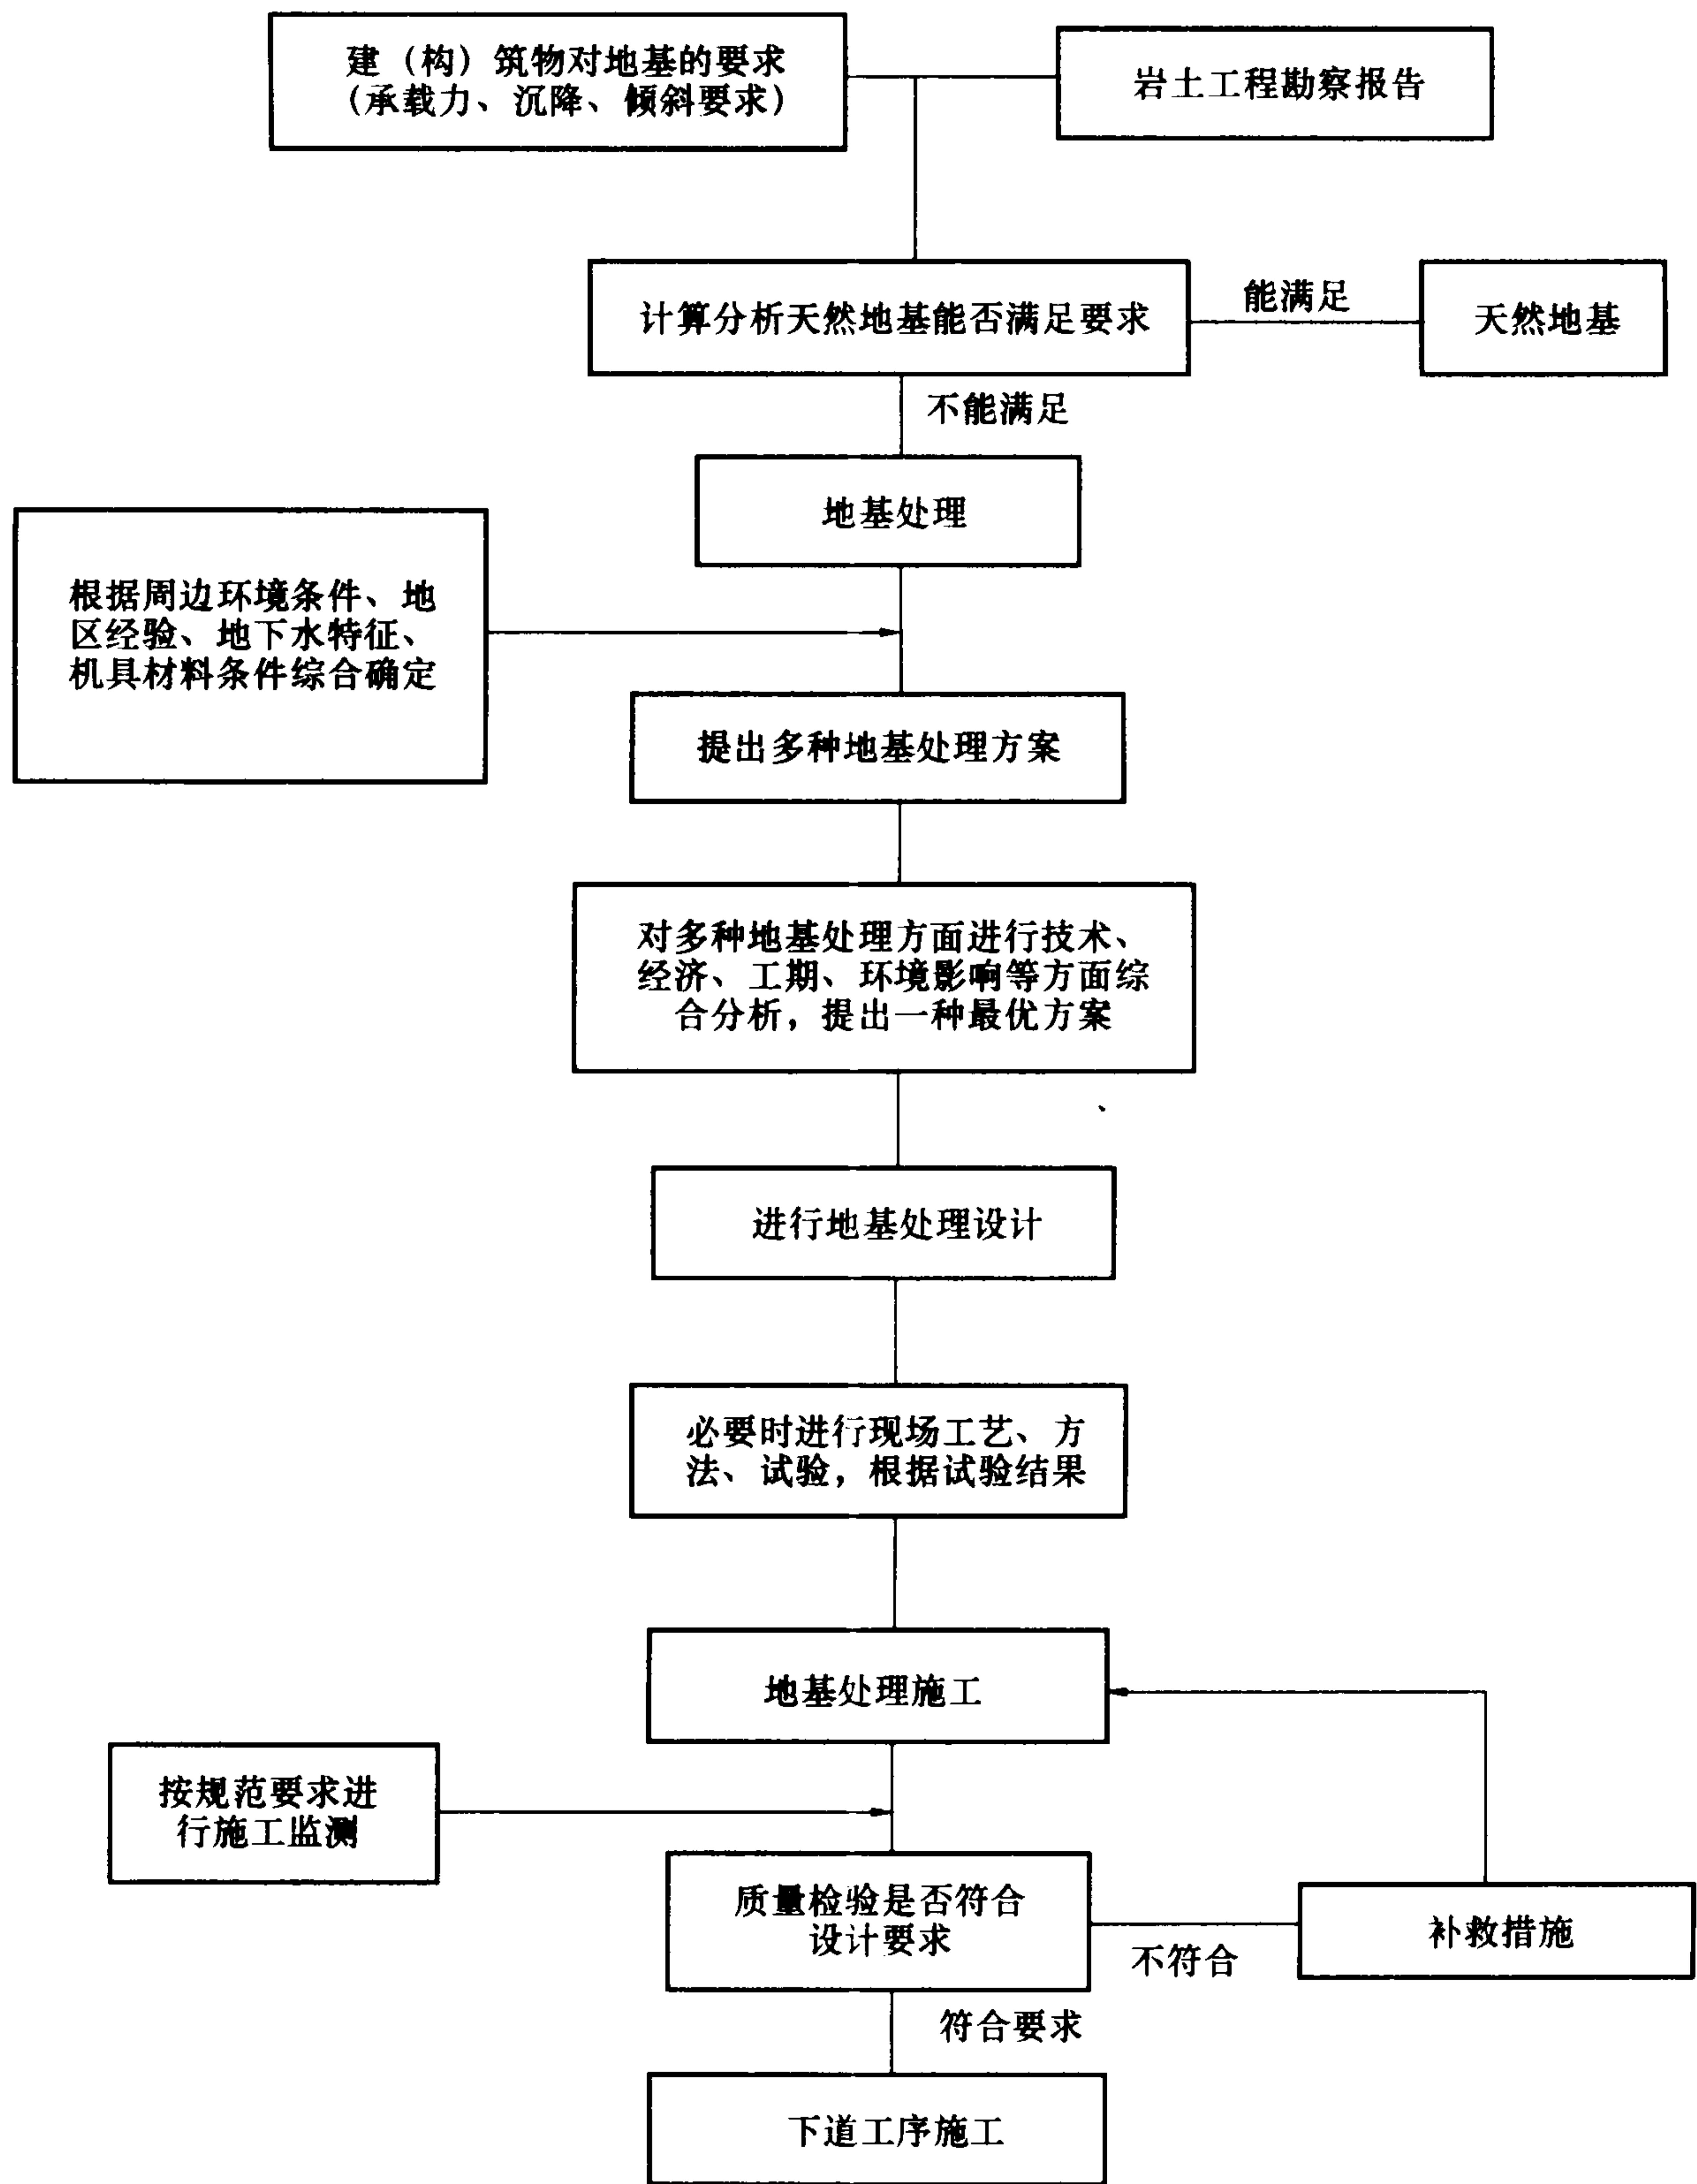 建（构）筑物对地基的要求
（承载力、沉降、倾斜要求）
岩土工程勘察报告
计算分析天然地基能否满足要求
能满足
天然地基
不能满足
地基处理
根据周边环境条件、地
区经验、地下水特征、
机具材料条件综合确定
提出多种地基处理方案
对多种地基处理方面进行技术、
经济、工期、环境影响等方面综
合分析，提出一种最优方案
进行地基处理设计
必要时进行现场工艺、方
法、试验，根据试验结果
地基处理施工
按规范要求进
行施工监测
质量检验是否符合
设计要求
不符合
补救措施
符合要求
下道工序施工